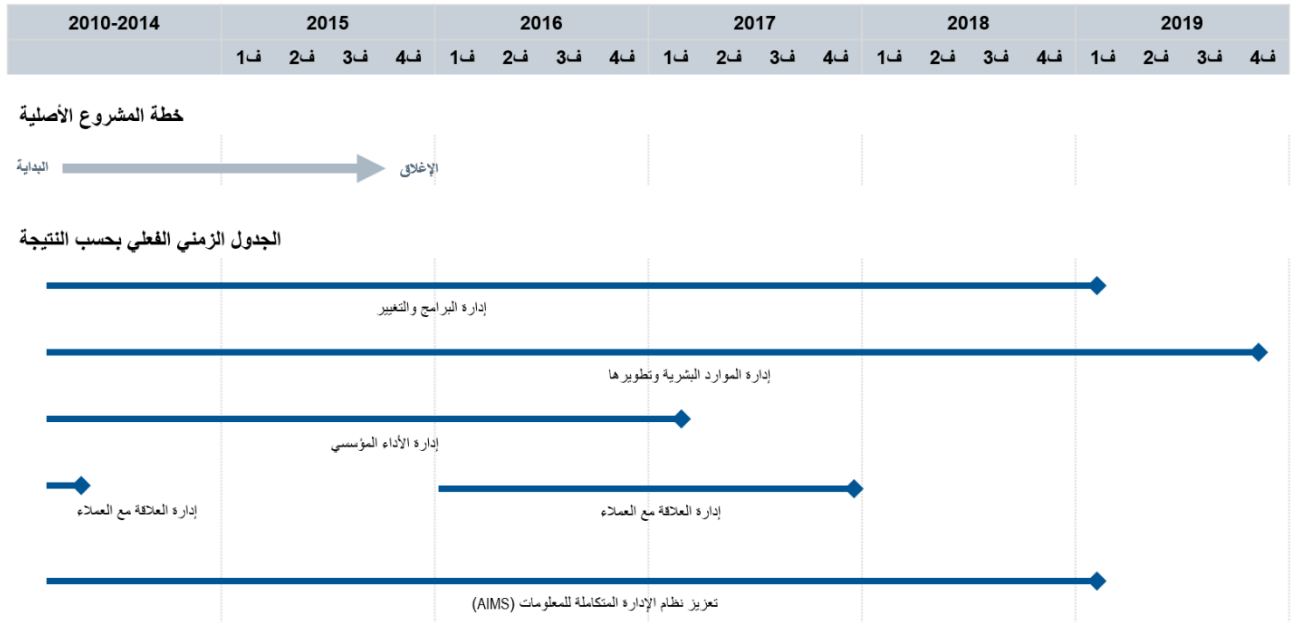 2010-2014 2015 2016 2017 2018 2019
ف1 ف2 ف3 ف4 ف1 ف2 ف3 ف4 ف1 ف2 ف3 ف4 ف1 ف2 ف3 ف4 ف1 ف2 ف3 ف4
خطة المشروع الأصلية
البداية الإغلاق
الجدول الزمني الفعلي بحسب النتيجة
إدارة البرامج والتغيير
إدارة الموارد البشرية وتطويرها
إدارة الأداء المؤسسي
إدارة العلاقة مع العملاء إدارة العلاقة مع العملاء
تعزيز نظام الإدارة المتكاملة للمعلومات (AIMS)